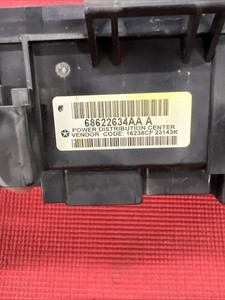 68622634AA A
POWER DISTRIBUTION CENTER
VENDOR CODE: 16238CF 23143K